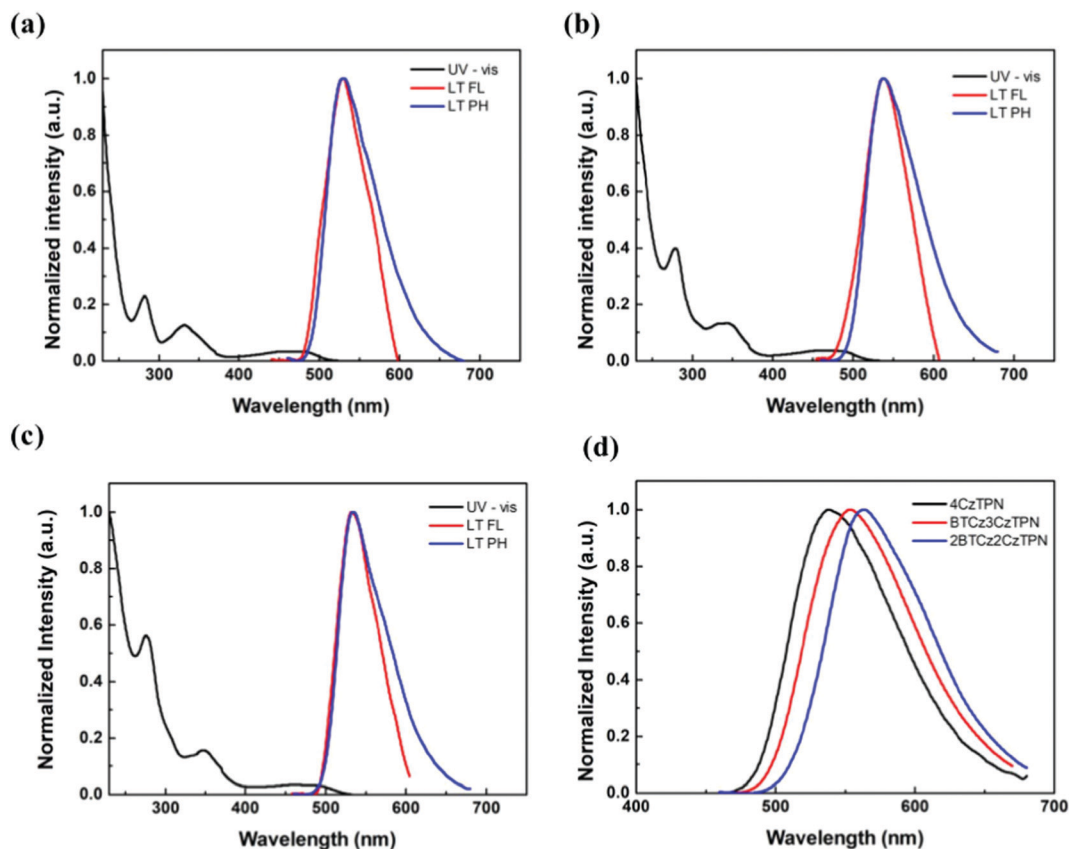 (a)
Normalized intensity (a.u.)
1.0
0.8
0.6
0.4
0.2
0.0
UV - vis
LT FL
LT PH
300
400
500
600
700
Wavelength (nm)
(b)
Normalized intensity (a.u.)
1.0
0.8
0.6
0.4
0.2
0.0
UV - vis
LT FL
LT PH
300
400
500
600
700
Wavelength (nm)
(c)
Normalized Intensity (a.u.)
1.0
0.8
0.6
0.4
0.2
0.0
UV - vis
LT FL
LT PH
300
400
500
600
700
Wavelength (nm)
(d)
Normalized Intensity (a.u.)
1.0
0.8
0.6
0.4
0.2
0.0
4CzTPN
BTCz3CzTPN
2BTCz2CzTPN
400
500
600
700
Wavelength (nm)